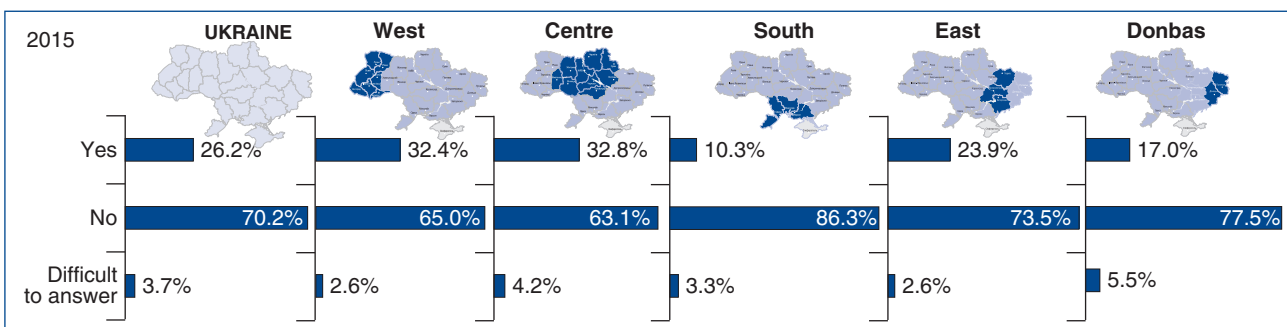 2015
UKRAINE West Centre South East Donbas
Yes 26.2% 32.4% 32.8% 10.3% 23.9% 17.0%
No 70.2% 65.0% 63.1% 86.3% 73.5% 77.5%
Difficult
to answer 3.7% 2.6% 4.2% 3.3% 2.6% 5.5%